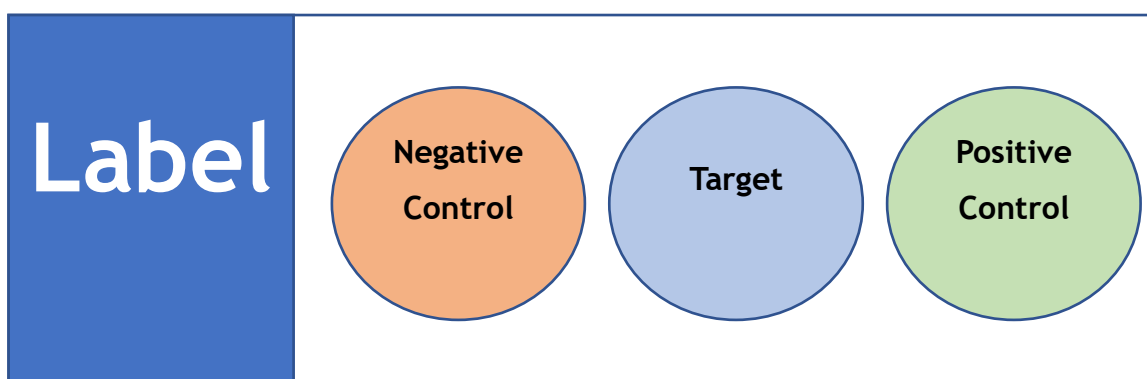 Label
Negative
Control
Target
Positive
Control